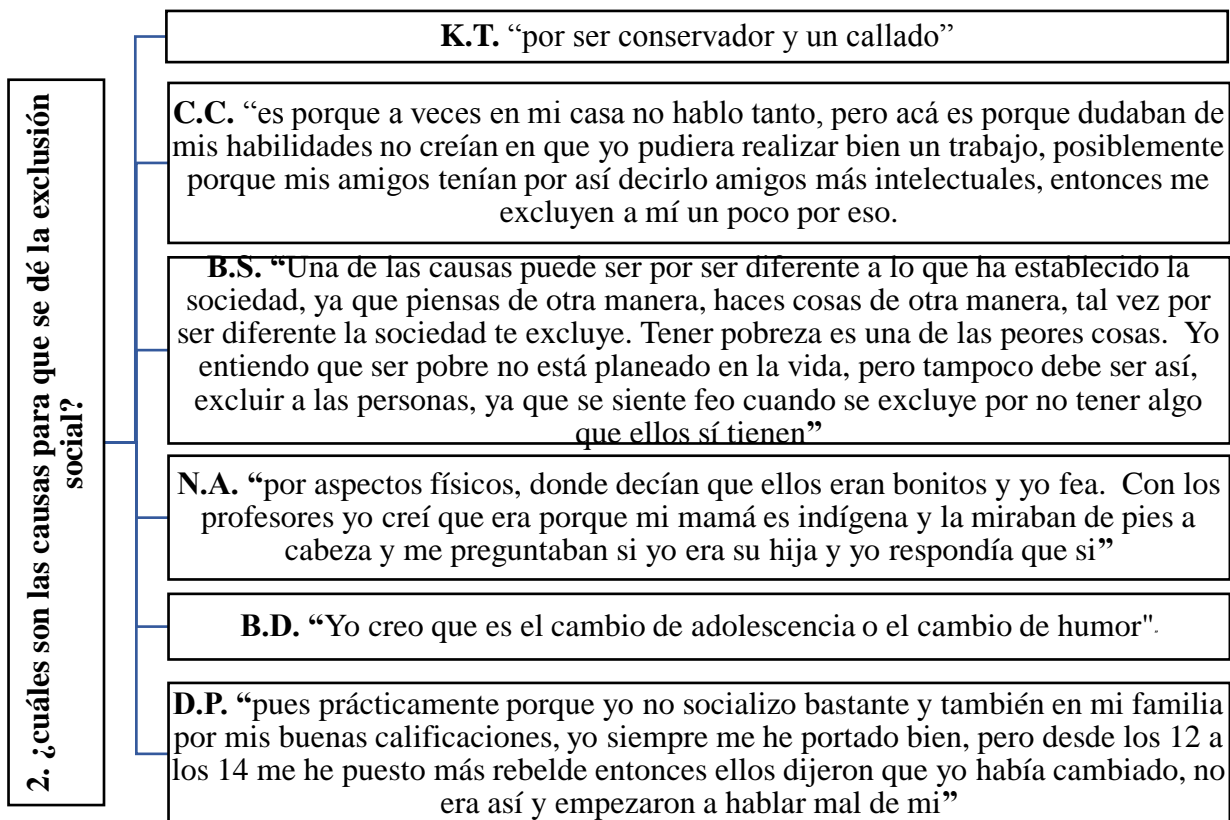 2. ¿cuáles son las causas para que se dé la exclusión
social?
K.T. “por ser conservador y un callado”
C.C. “es porque a veces en mi casa no hablo tanto, pero acá es porque dudaban de
mis habilidades no creían en que yo pudiera realizar bien un trabajo, posiblemente
porque mis amigos tenían por así decirlo amigos más intelectuales, entonces me
excluyen a mí un poco por eso.
B.S. “Una de las causas puede ser por ser diferente a lo que ha establecido la
sociedad, ya que piensas de otra manera, haces cosas de otra manera, tal vez por
ser diferente la sociedad te excluye. Tener pobreza es una de las peores cosas. Yo
entiendo que ser pobre no está planeado en la vida, pero tampoco debe ser así,
excluir a las personas, ya que se siente feo cuando se excluye por no tener algo
que ellos sí tienen”
N.A. “por aspectos físicos, donde decían que ellos eran bonitos y yo fea. Con los
profesores yo creí que era porque mi mamá es indígena y la miraban de pies a
cabeza y me preguntaban si yo era su hija y yo respondía que si”
B.D. “Yo creo que es el cambio de adolescencia o el cambio de humor".
D.P. “pues prácticamente porque yo no socializo bastante y también en mi familia
por mis buenas calificaciones, yo siempre me he portado bien, pero desde los 12 a
los 14 me he puesto más rebelde entonces ellos dijeron que yo había cambiado, no
era así y empezaron a hablar mal de mi”